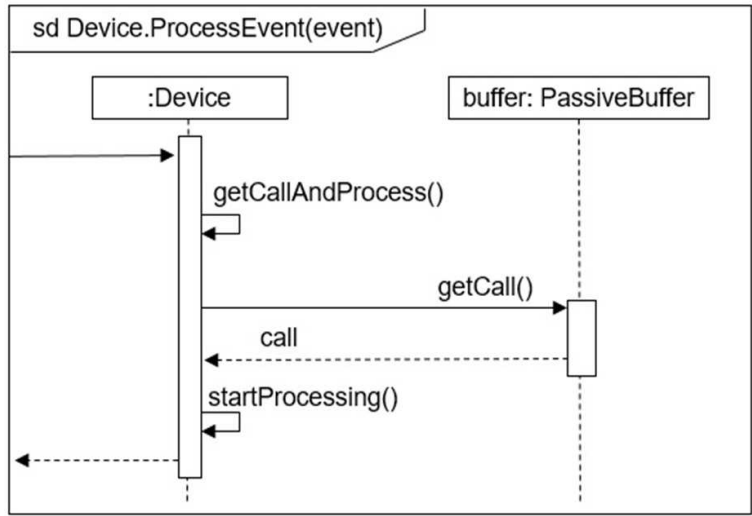 sd Device.ProcessEvent(event)
:Device
buffer: PassiveBuffer
getCallAndProcess()
getCall()
call
startProcessing()